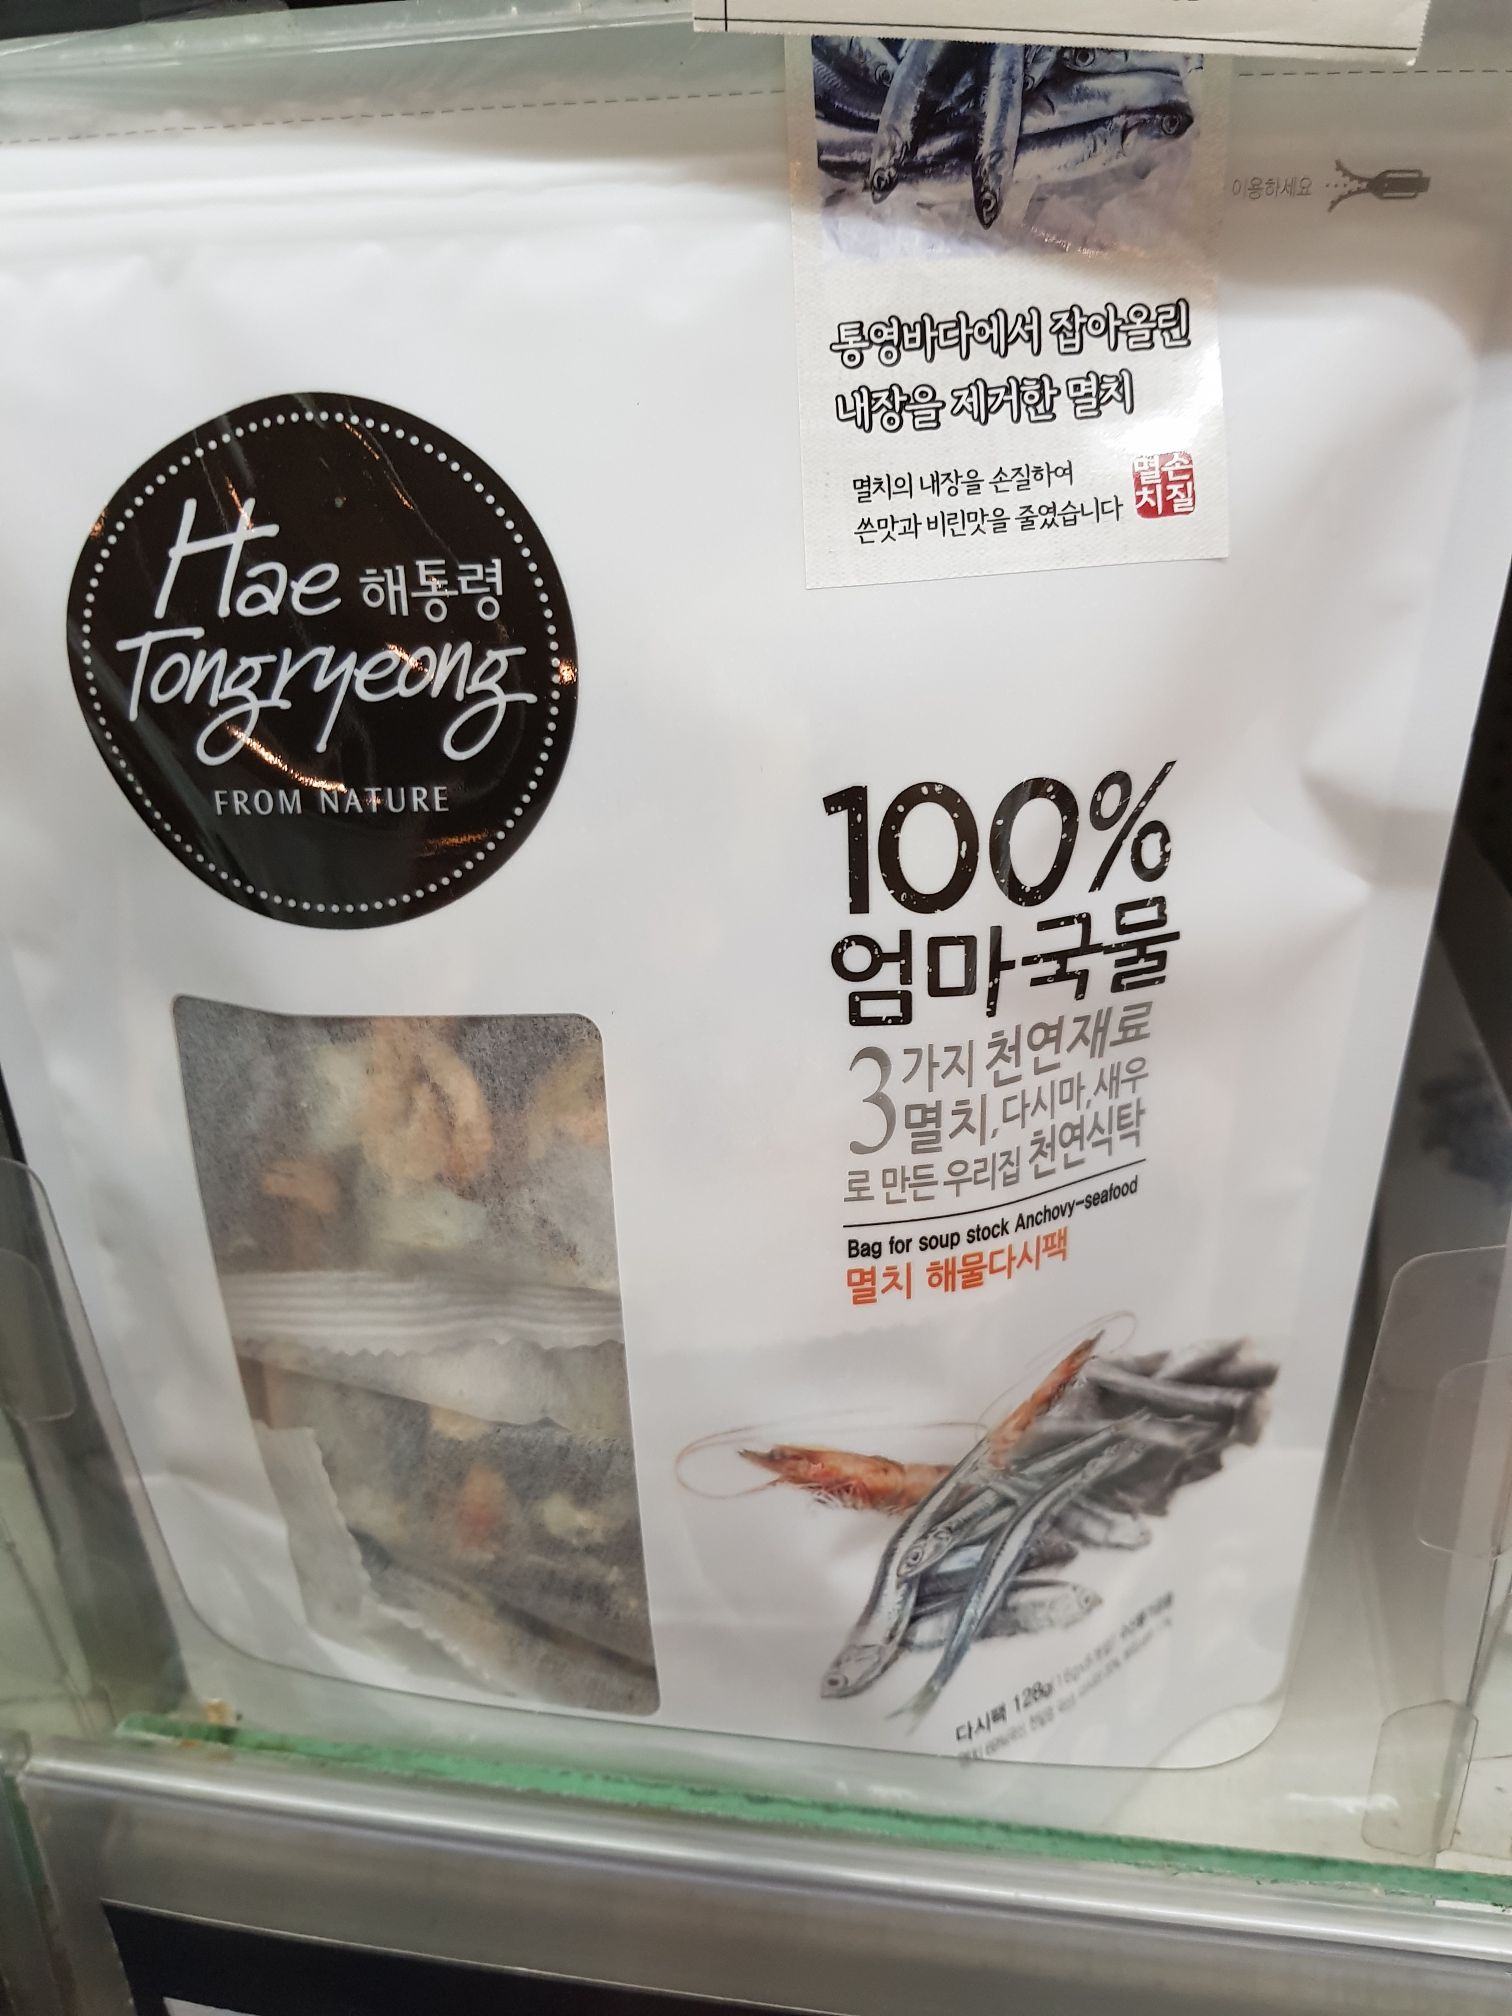 이용하세요
통영바다에서 잡아올린
내장을 제거한 멸치
멸치의 내장을 손질하여
쓴맛과 비린맛을 줄였습니다
손질
멸치
Hae 해통령
Tongryeong
FROM NATURE
100%
엄마국물
3가지 천연재료
멸치,다시마,새우
로 만든 우리집 천연식탁
Bag for soup stock Anchovy-seafood
멸치 해물다시팩
다시팩 128g